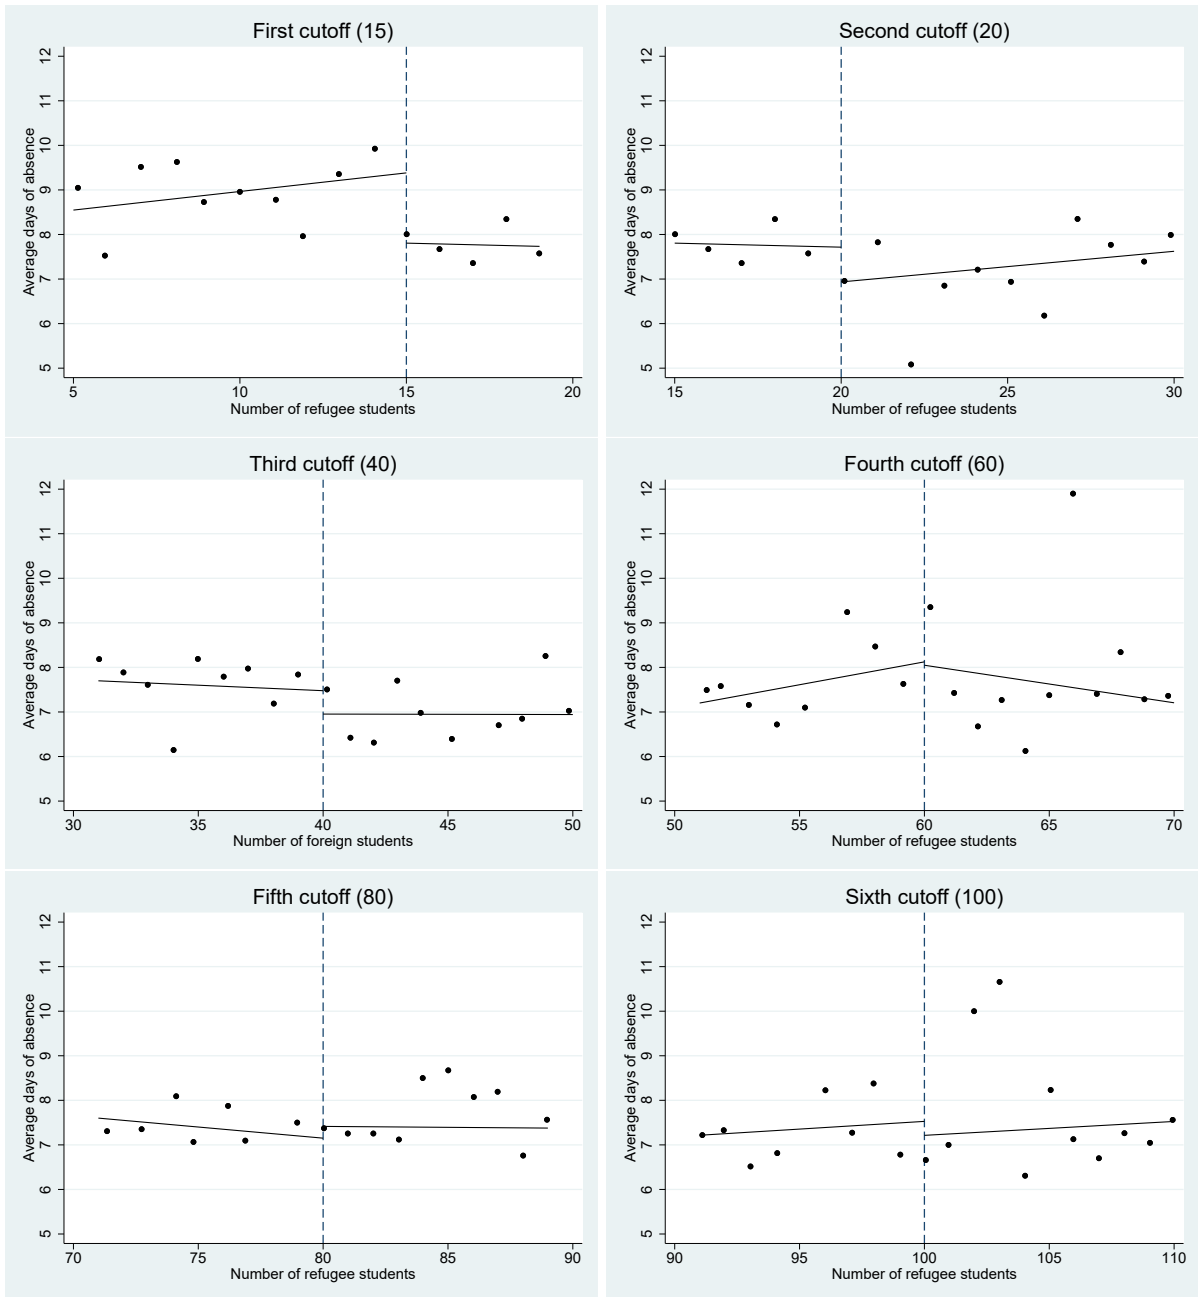 First cutoff (15)
Average days of absence
12
11
10
9
8
7
6
5
5 10 15 20
Number of refugee students
Second cutoff (20)
Average days of absence
12
11
10
9
8
7
6
5
15 20 25 30
Number of refugee students
Third cutoff (40)
Average days of absence
12
11
10
9
8
7
6
5
30 35 40 45 50
Number of foreign students
Fourth cutoff (60)
Average days of absence
12
11
10
9
8
7
6
5
50 55 60 65 70
Number of refugee students
Fifth cutoff (80)
Average days of absence
12
11
10
9
8
7
6
5
70 75 80 85 90
Number of refugee students
Sixth cutoff (100)
Average days of absence
12
11
10
9
8
7
6
5
90 95 100 105 110
Number of refugee students